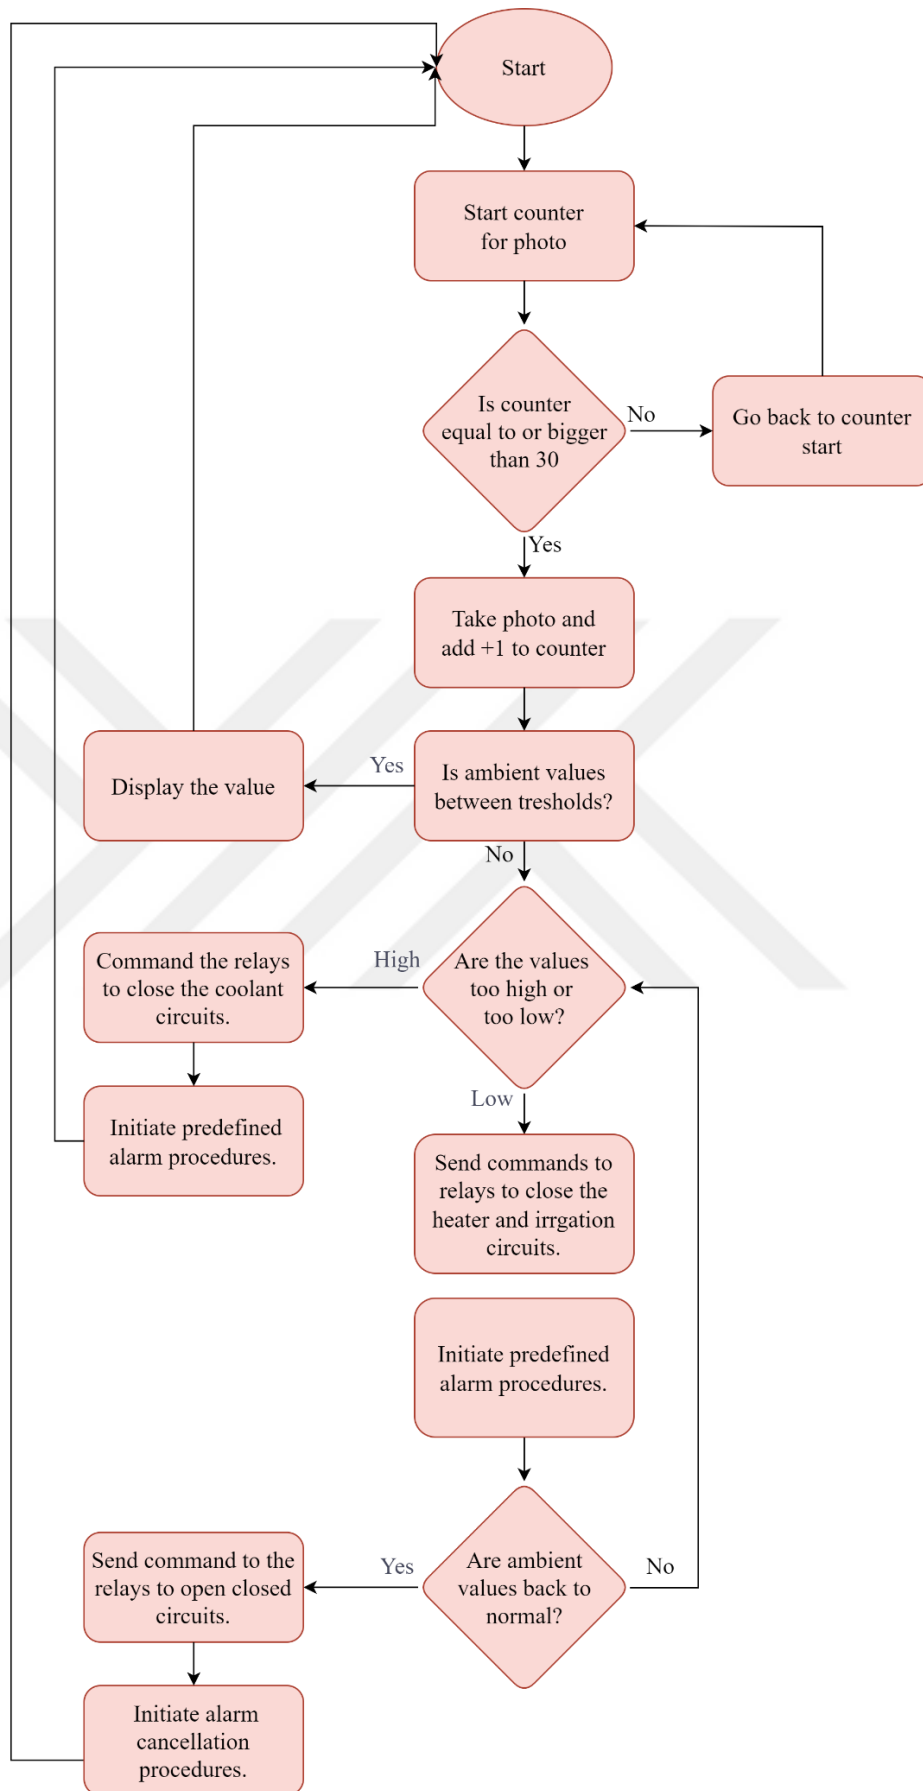 Start
Start counter
for photo
Is counter
equal to or bigger
than 30
No
Go back to counter
start
Yes
Take photo and
add +1 to counter
Is ambient values
between tresholds?
Yes
Display the value
No
Are the values
too high or
too low?
High
Command the relays
to close the coolant
circuits.
Initiate predefined
alarm procedures.
Low
Send commands to
relays to close the
heater and irrgation
circuits.
Initiate predefined
alarm procedures.
Are ambient
values back to
normal?
No
Yes
Send command to the
relays to open closed
circuits.
Initiate alarm
cancellation
procedures.